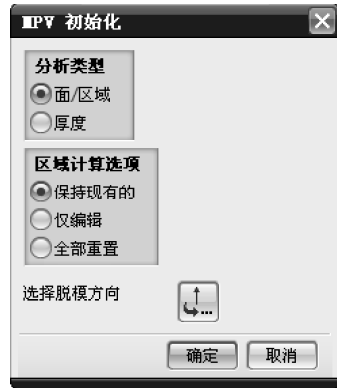 MPV 初始化
分析类型
面/区域
厚度
区域计算选项
保持现有的
仅编辑
全部重置
选择脱模方向
...
确定 取消